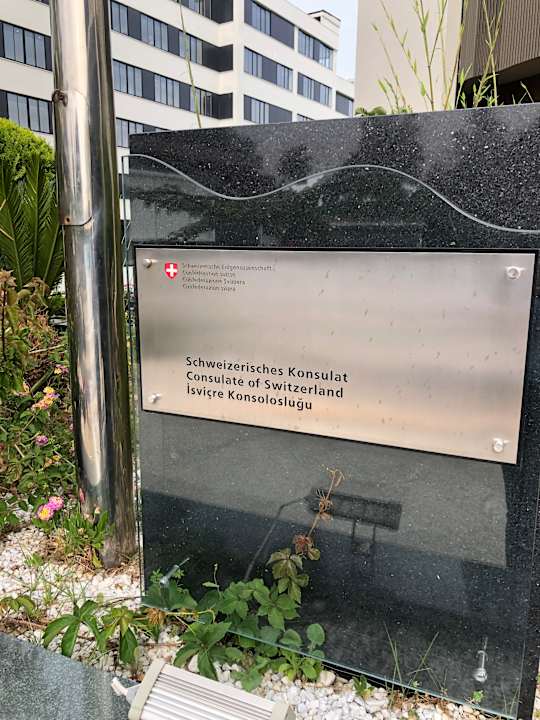 Schweizerische Eidgenossenschaft
Confédération suisse
Confederazione Svizzera
Confederaziun svizra
Schweizerisches Konsulat
Consulate of Switzerland
İsviçre Konsolosluğu